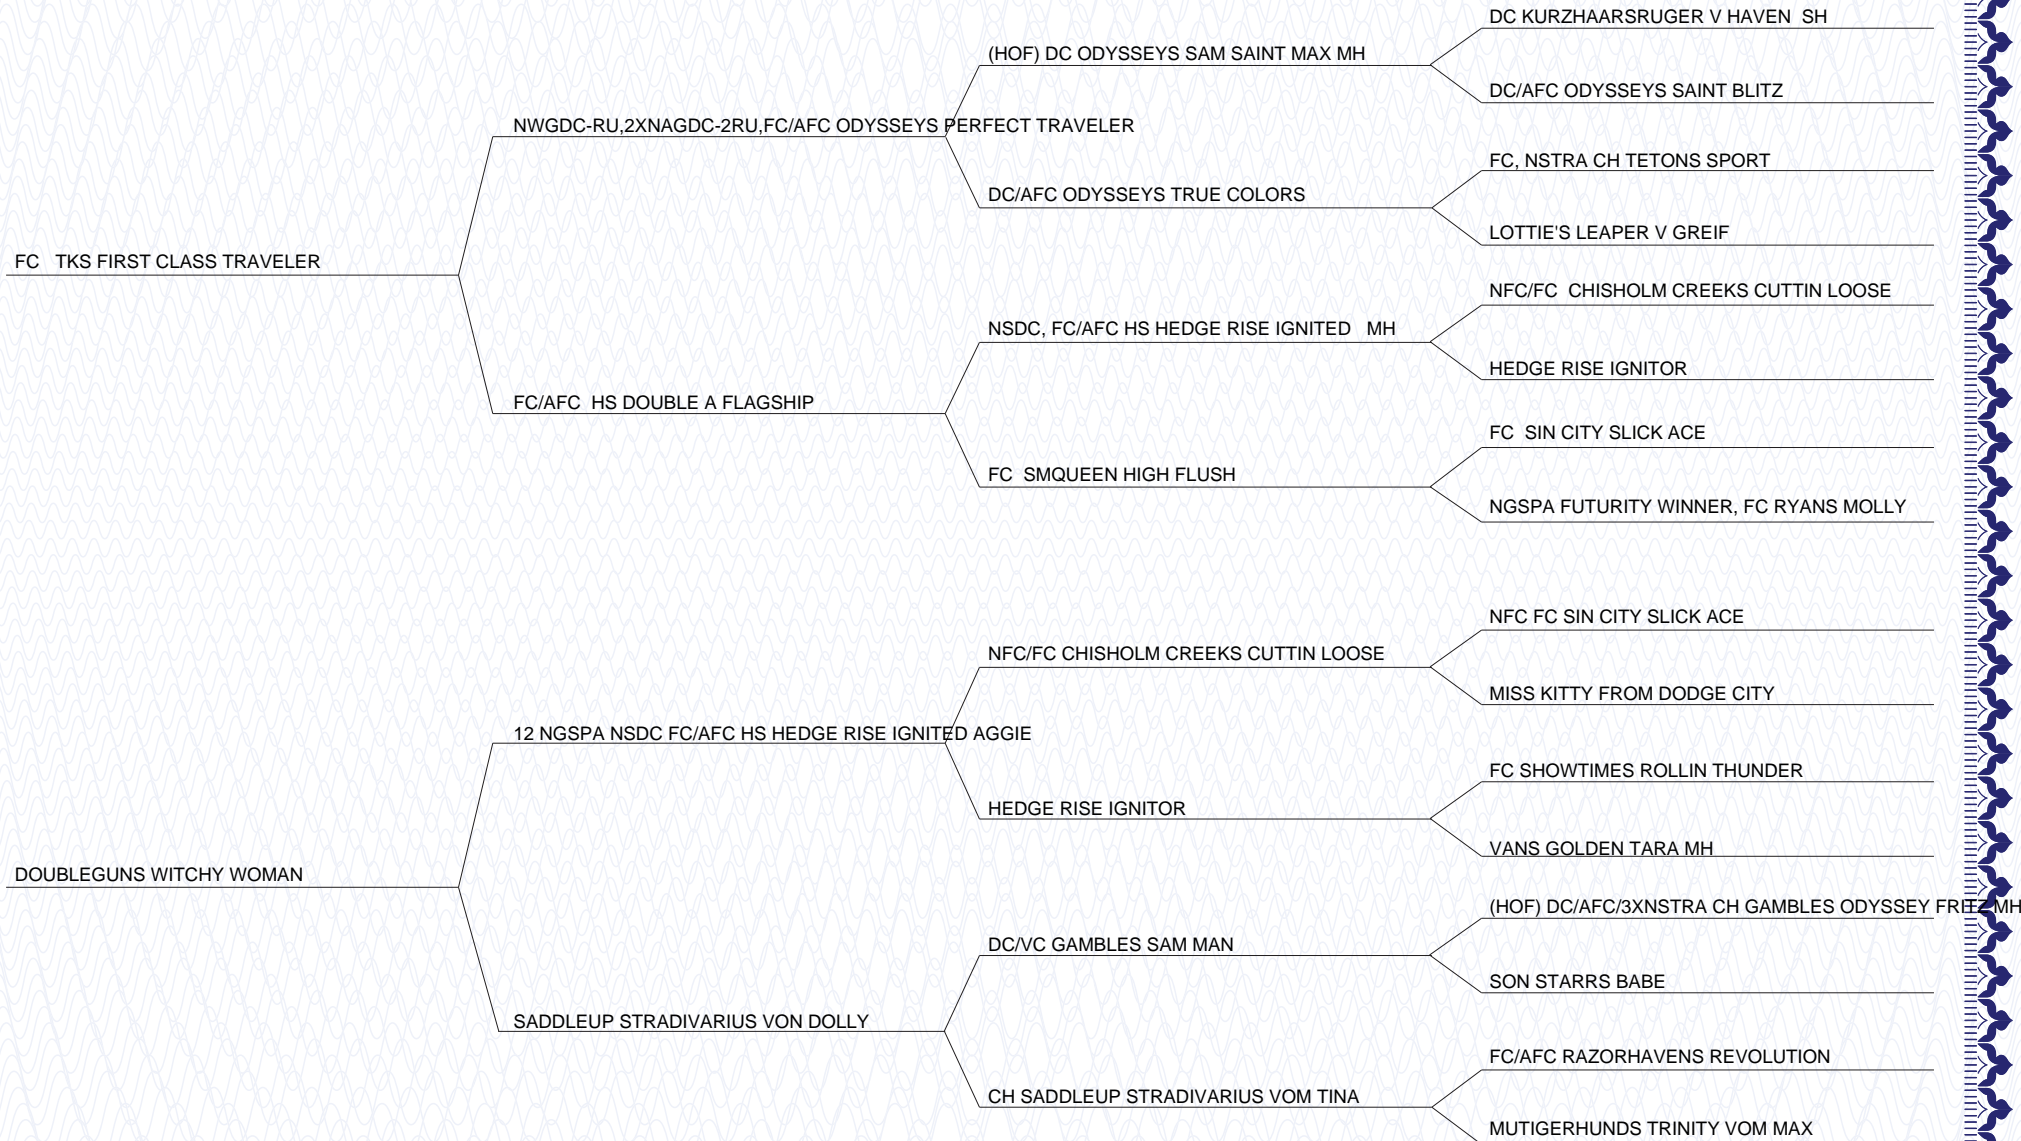 DC KURZHAARSRUGER V HAVEN  SH
(HOF) DC ODYSSEYS SAM SAINT MAX MH
DC/AFC ODYSSEYS SAINT BLITZ
NWGDC-RU,2XNAGDC-2RU,FC/AFC ODYSSEYS PERFECT TRAVELER
FC, NSTRA CH TETONS SPORT
DC/AFC ODYSSEYS TRUE COLORS
LOTTIE'S LEAPER V GREIF
FC   TKS FIRST CLASS TRAVELER
NFC/FC  CHISHOLM CREEKS CUTTIN LOOSE
NSDC, FC/AFC HS HEDGE RISE IGNITED   MH
HEDGE RISE IGNITOR
FC/AFC  HS DOUBLE A FLAGSHIP
FC  SIN CITY SLICK ACE
FC  SMQUEEN HIGH FLUSH
NGSPA FUTURITY WINNER, FC RYANS MOLLY
NFC FC SIN CITY SLICK ACE
NFC/FC CHISHOLM CREEKS CUTTIN LOOSE
MISS KITTY FROM DODGE CITY
12 NGSPA NSDC FC/AFC HS HEDGE RISE IGNITED AGGIE
FC SHOWTIMES ROLLIN THUNDER
HEDGE RISE IGNITOR
VANS GOLDEN TARA MH
DOUBLEGUNS WITCHY WOMAN
(HOF) DC/AFC/3XNSTRA CH GAMBLES ODYSSEY FRITZ MH
DC/VC GAMBLES SAM MAN
SON STARRS BABE
SADDLEUP STRADIVARIUS VON DOLLY
FC/AFC RAZORHAVENS REVOLUTION
CH SADDLEUP STRADIVARIUS VOM TINA
MUTIGERHUNDS TRINITY VOM MAX